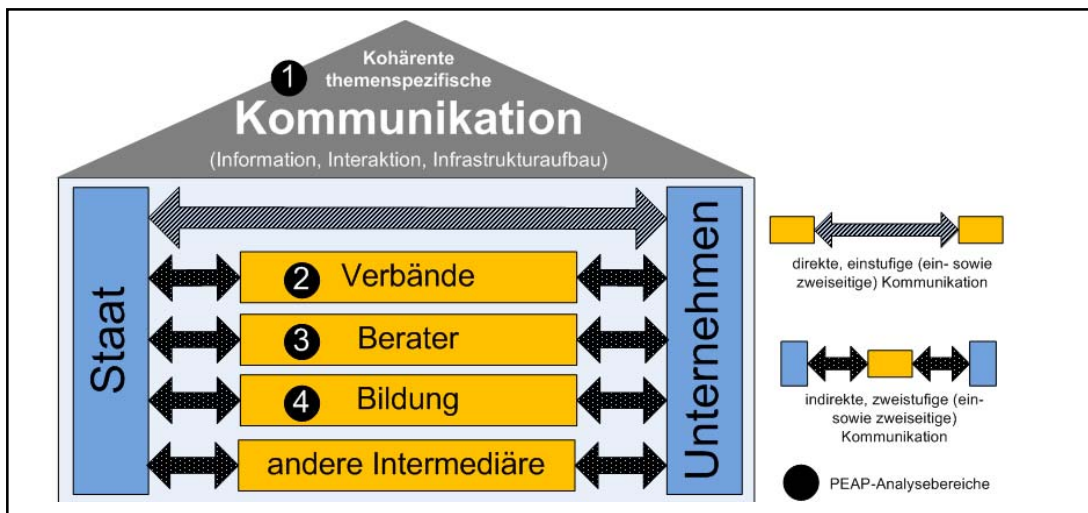 Kohärente
themenspezifische
1
Kommunikation
(Information, Interaktion, Infrastrukturaufbau)
Staat
2 Verbände
3 Berater
4 Bildung
andere Intermediäre
Unternehmen
direkte, einstufige (ein- sowie
zweiseitige) Kommunikation
indirekte, zweistufige (ein-
sowie zweiseitige)
Kommunikation
PEAP-Analysebereiche